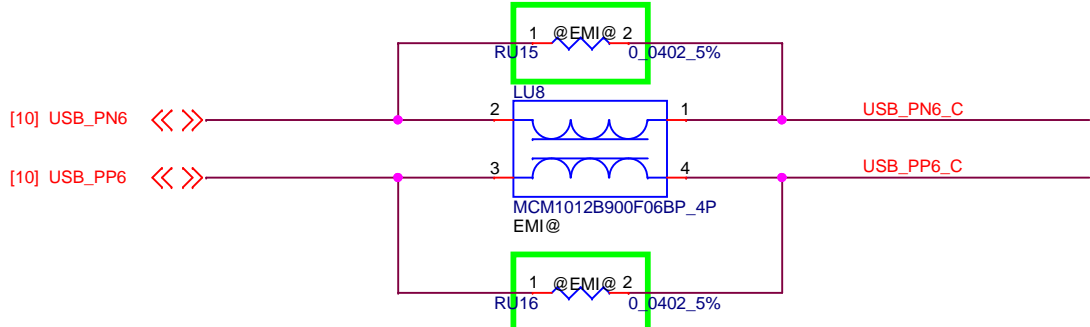 1 @EMI@ 2
RU15 0_0402_5%
LU8
[10] USB_PN6 2 1 USB_PN6_C
[10] USB_PP6 3 4 USB_PP6_C
MCM1012B900F06BP_4P
EMI@
1 @EMI@ 2
RU16 0_0402_5%